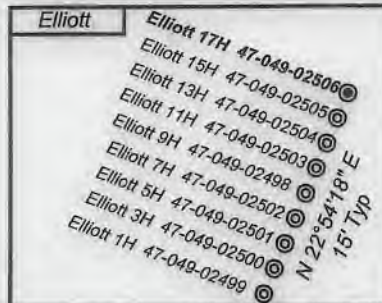 Elliott
Elliott 17H 47-049-02506
Elliott 15H 47-049-02505
Elliott 13H 47-049-02504
Elliott 11H 47-049-02503
Elliott 9H 47-049-02498
Elliott 7H 47-049-02502
Elliott 5H 47-049-02501
Elliott 3H 47-049-02500
Elliott 1H 47-049-02499
N 22°54'18" E
15' Typ